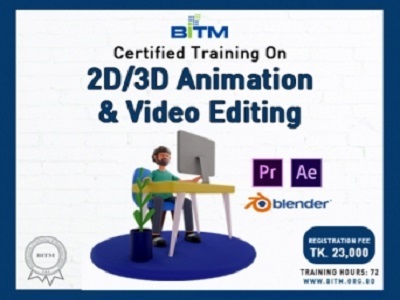 BITM
Certified Training On
2D/3D Animation
& Video Editing
Pr Ae
blender
REGISTRATION FEE
TK. 23,000
BITM
TRAINING HOURS: 72
WWW.BITM.ORG.BD